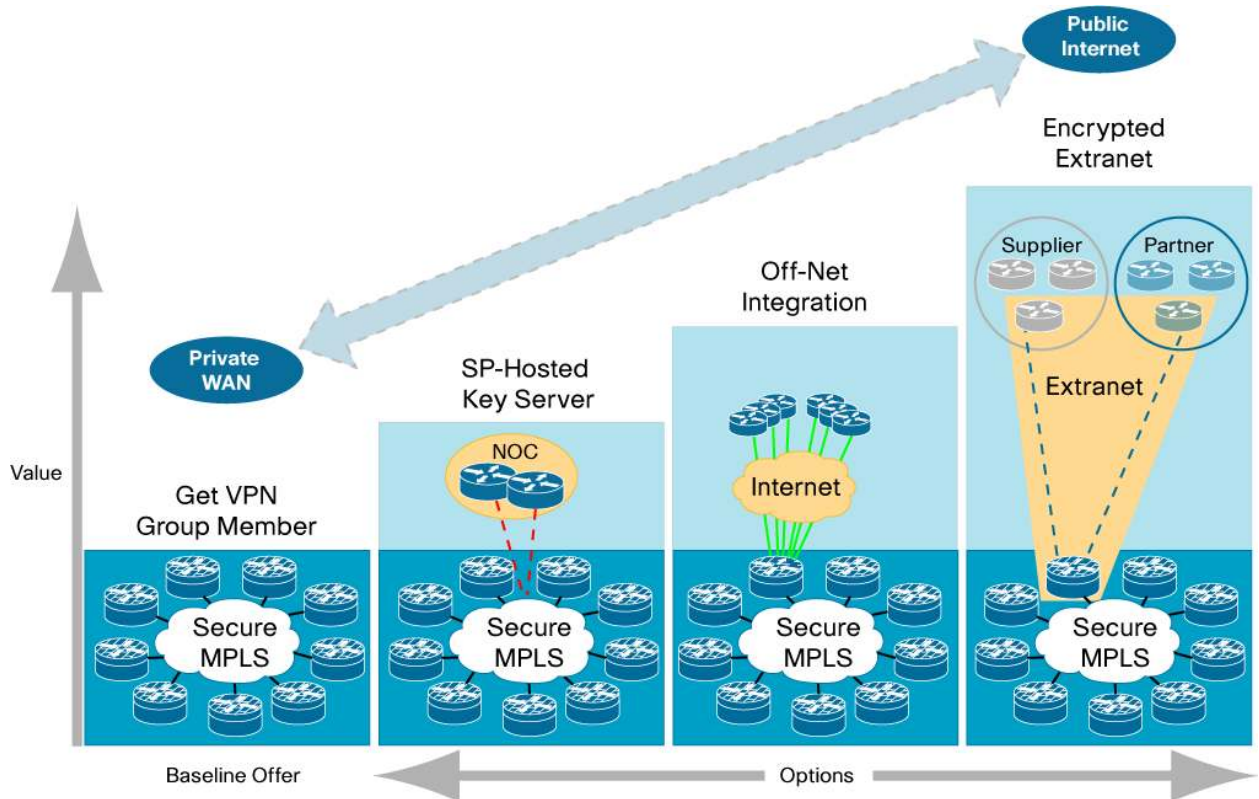 Public
Internet
Encrypted
Extranet
Supplier
Partner
Extranet
Off-Net
Integration
Internet
Private
WAN
SP-Hosted
Key Server
NOC
Value
Get VPN
Group Member
Secure
MPLS
Secure
MPLS
Secure
MPLS
Secure
MPLS
Baseline Offer
Options